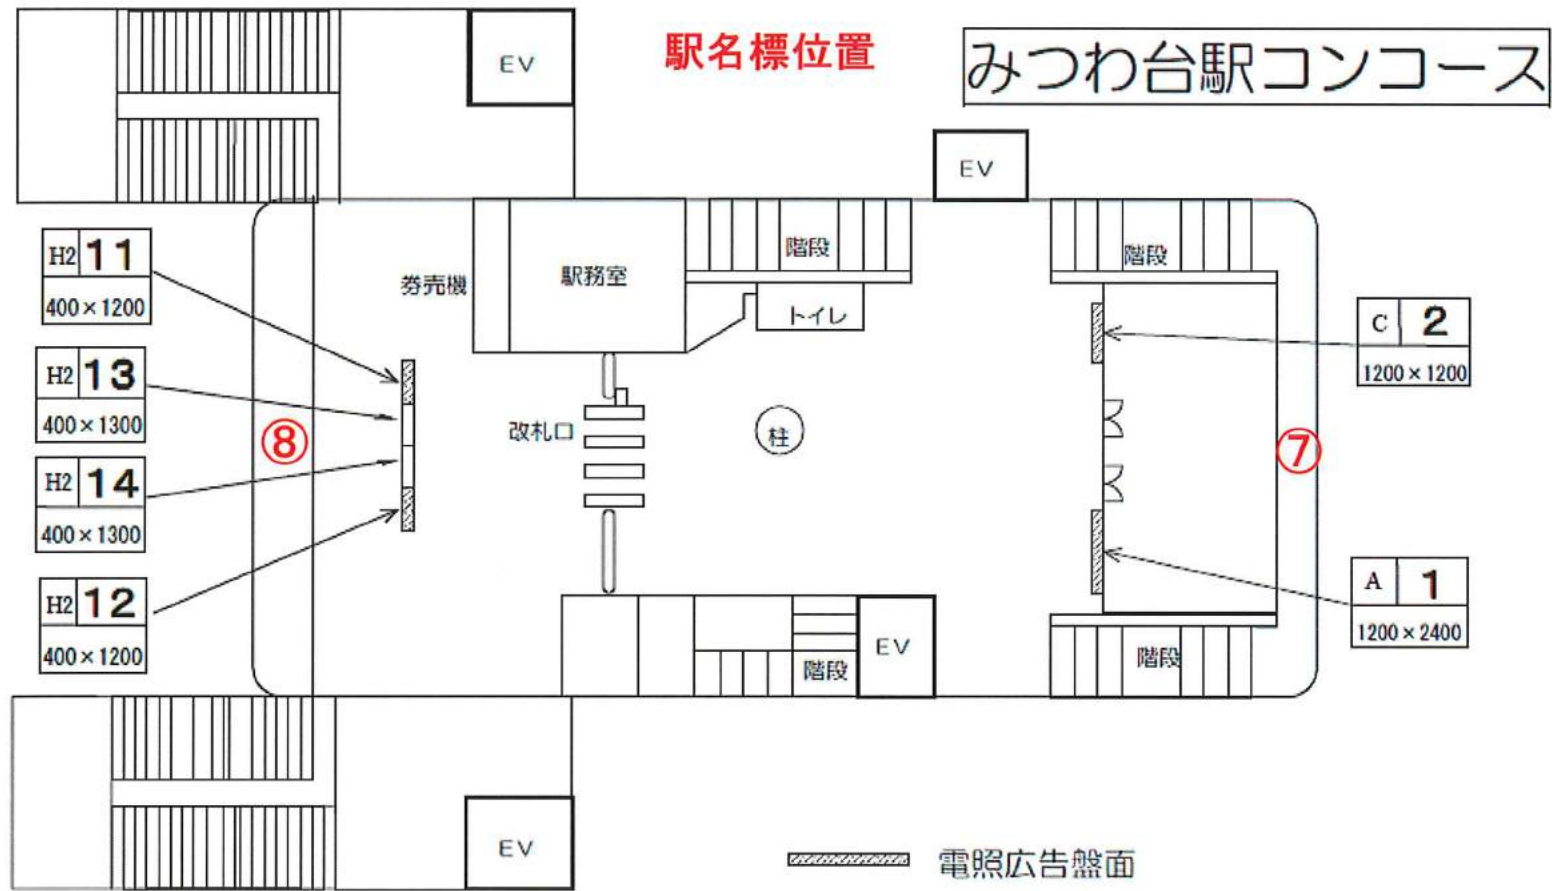 駅名標位置
みつわ台駅コンコース
EV
EV
H2 11
400×1200
券売機
駅務室
階段
トイレ
階段
C 2
1200×1200
H2 13
400×1300
⑧
改札口
柱
⑦
H2 14
400×1300
H2 12
400×1200
A 1
1200×2400
階段
EV
階段
EV
電照広告盤面